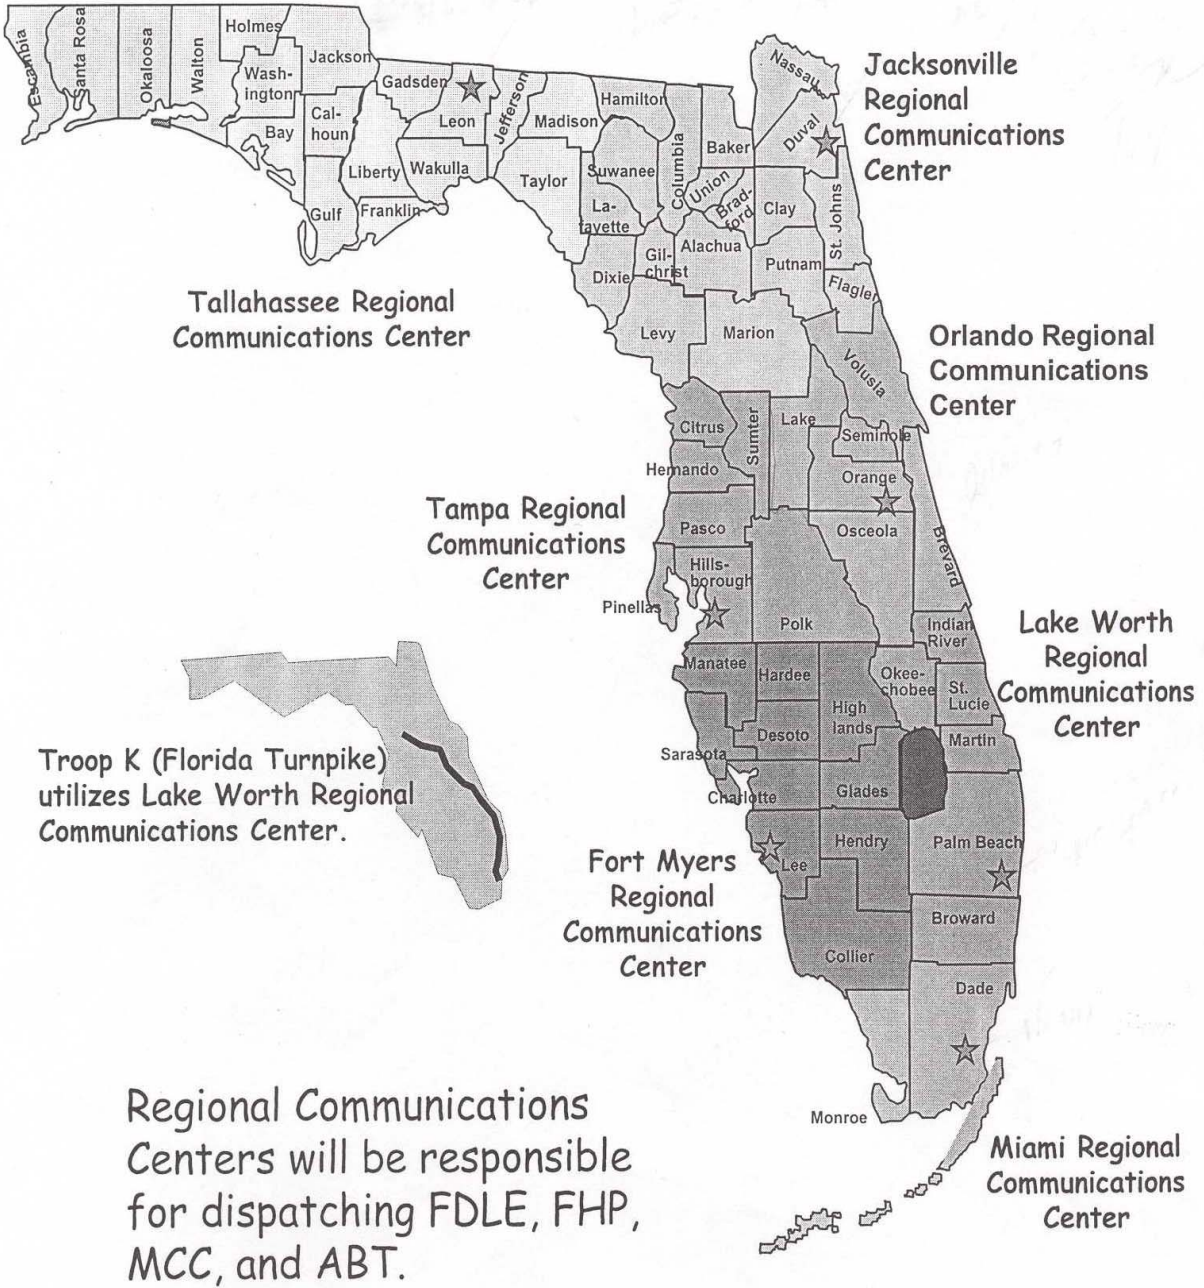 Escambia
Santa Rosa
Okaloosa
Walton
Holmes
Wash-
ington
Jackson
Bay
Cal-
houn
Gulf
Liberty
Franklin
Gadsden
Leon
Wakulla
Jefferson
Madison
Taylor
Hamilton
Suwanee
La-
fayette
Dixie
Columbia
Gil-
christ
Baker
Union
Brad-
ford
Alachua
Levy
Nassau
Duval
Clay
St. Johns
Putnam
Flagler
Marion
Jacksonville
Regional
Communications
Center
Tallahassee Regional
Communications Center
Volusia
Orlando Regional
Communications
Center
Citrus
Sumter
Lake
Seminole
Hernando
Orange
Pasco
Osceola
Brevard
Tampa Regional
Communications
Center
Hills-
borough
Pinellas
Polk
Indian
River
Lake Worth
Regional
Communications
Center
Manatee
Hardee
High
lands
Okee-
chobee
St.
Lucie
Sarasota
Desoto
Martin
Charlotte
Glades
Troop K (Florida Turnpike)
utilizes Lake Worth Regional
Communications Center.
Lee
Hendry
Palm Beach
Fort Myers
Regional
Communications
Center
Broward
Collier
Dade
Monroe
Miami Regional
Communications
Center
Regional Communications
Centers will be responsible
for dispatching FDLE, FHP,
MCC, and ABT.